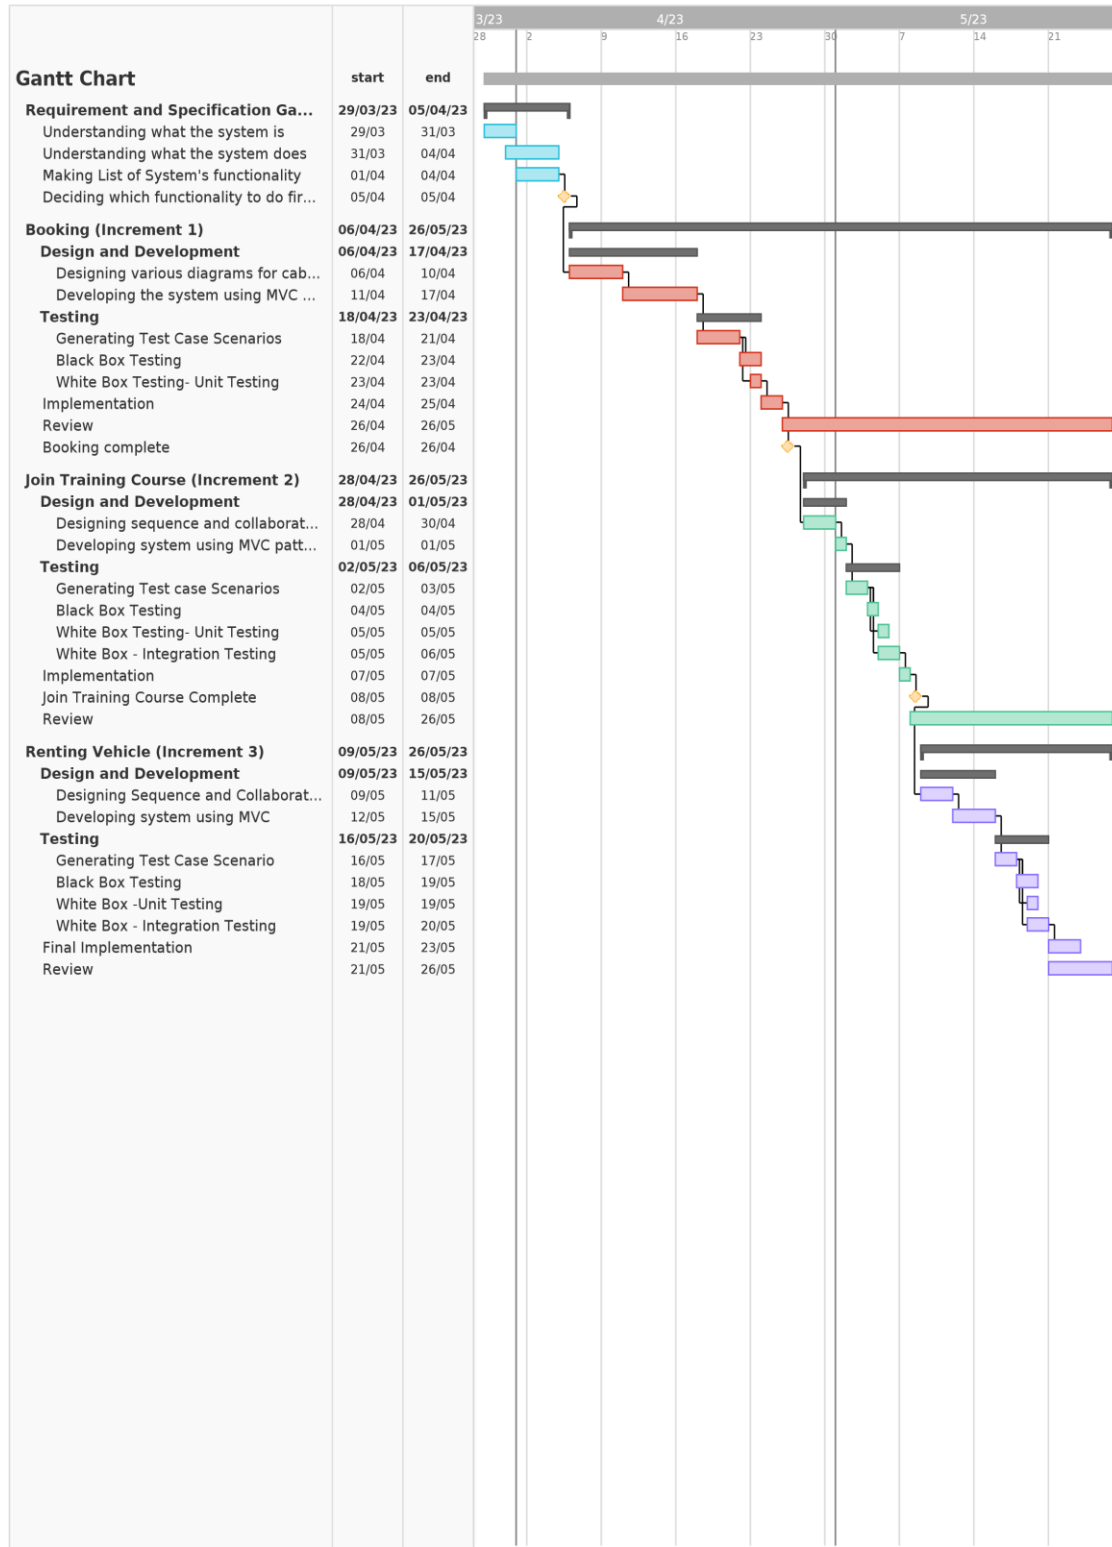 3/23 4/23 5/23
28 2 9 16 23 30 7 14 21
Gantt Chart start end
Requirement and Specification Ga... 29/03/23 05/04/23
Understanding what the system is 29/03 31/03
Understanding what the system does 31/03 04/04
Making List of System's functionality 01/04 04/04
Deciding which functionality to do fir... 05/04 05/04
Booking (Increment 1) 06/04/23 26/05/23
Design and Development 06/04/23 17/04/23
Designing various diagrams for cab... 06/04 10/04
Developing the system using MVC ... 11/04 17/04
Testing 18/04/23 23/04/23
Generating Test Case Scenarios 18/04 21/04
Black Box Testing 22/04 23/04
White Box Testing- Unit Testing 23/04 23/04
Implementation 24/04 25/04
Review 26/04 26/05
Booking complete 26/04 26/04
Join Training Course (Increment 2) 28/04/23 26/05/23
Design and Development 28/04/23 01/05/23
Designing sequence and collaborat... 28/04 30/04
Developing system using MVC patt... 01/05 01/05
Testing 02/05/23 06/05/23
Generating Test case Scenarios 02/05 03/05
Black Box Testing 04/05 04/05
White Box Testing- Unit Testing 05/05 05/05
White Box - Integration Testing 05/05 06/05
Implementation 07/05 07/05
Join Training Course Complete 08/05 08/05
Review 08/05 26/05
Renting Vehicle (Increment 3) 09/05/23 26/05/23
Design and Development 09/05/23 15/05/23
Designing Sequence and Collaborat... 09/05 11/05
Developing system using MVC 12/05 15/05
Testing 16/05/23 20/05/23
Generating Test Case Scenario 16/05 17/05
Black Box Testing 18/05 19/05
White Box -Unit Testing 19/05 19/05
White Box - Integration Testing 19/05 20/05
Final Implementation 21/05 23/05
Review 21/05 26/05